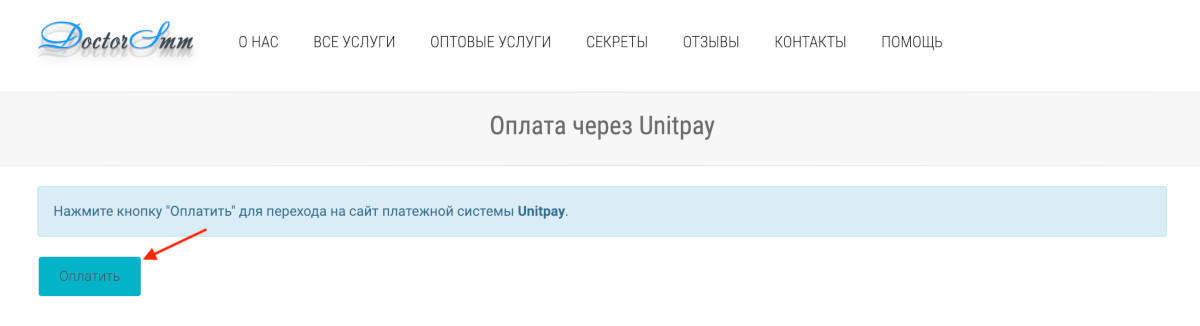 DoctorSmm О НАС ВСЕ УСЛУГИ ОПТОВЫЕ УСЛУГИ СЕКРЕТЫ ОТЗЫВЫ КОНТАКТЫ ПОМОЩЬ
Оплата через Unitpay
Нажмите кнопку "Оплатить" для перехода на сайт платежной системы Unitpay.
Оплатить